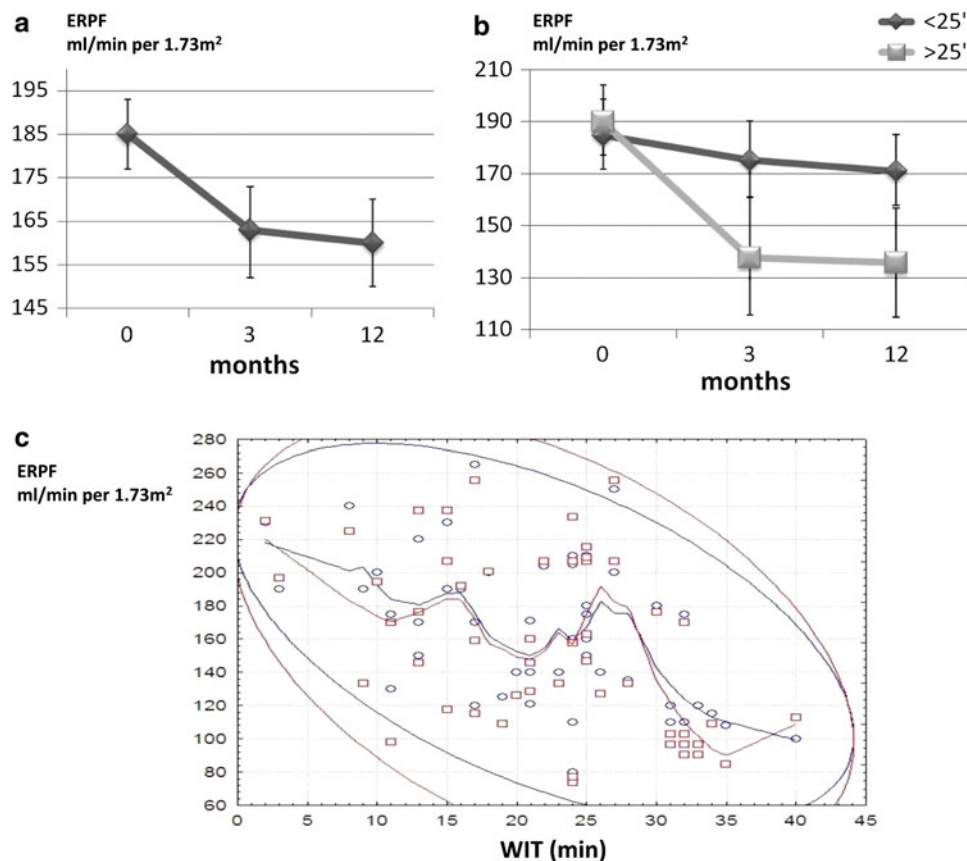 a
ERPF
ml/min per 1.73m²
195
185
175
165
155
145
0 3 12
months
b
ERPF
ml/min per 1.73m²
<25'
>25'
210
190
170
150
130
110
0 3 12
months
c
ERPF
ml/min per 1.73m²
280
260
240
220
200
180
160
140
120
100
80
60
0 5 10 15 20 25 30 35 40 45
WIT (min)